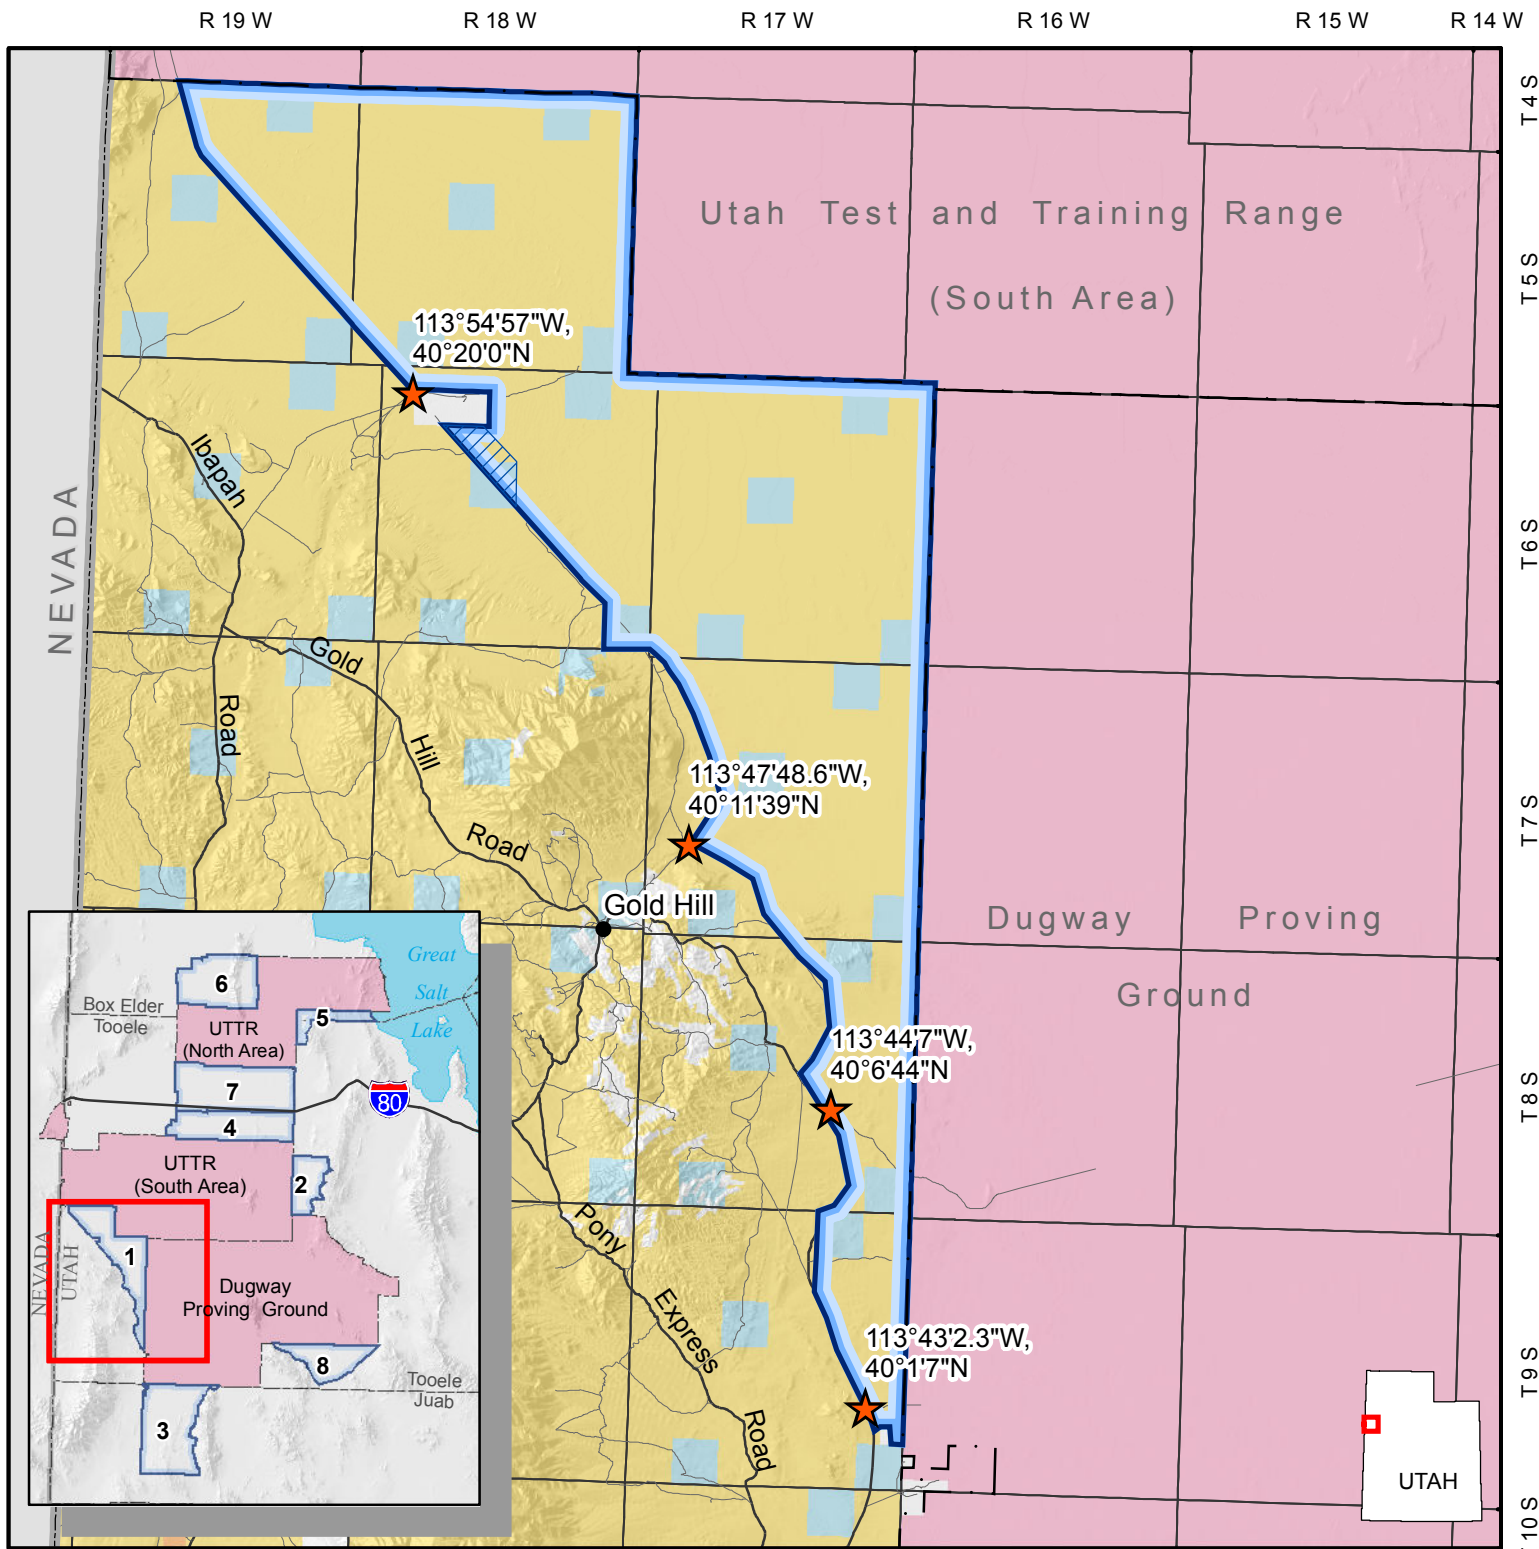 R 19 W
R 18 W
R 17 W
R 16 W
R 15 W
R 14 W
T 4 S
T 5 S
T 6 S
T 7 S
T 8 S
T 9 S
T10 S
Utah Test and Training Range
(South Area)
113°54'57"W,
40°20'0"N
NEVADA
Ibapah
Road
Gold
Hill
Road
113°47'48.6"W,
40°11'39"N
Gold Hill
Dugway Proving
Ground
113°44'7"W,
40°6'44"N
Pony
Express
Road
113°43'2.3"W,
40°1'7"N
Great
Salt
Lake
6
Box Elder
Tooele
UTTR
(North Area)
5
7
80
4
UTTR
(South Area)
2
NEVADA
UTAH
1
Dugway
Proving Ground
8
Tooele
Juab
3
UTAH